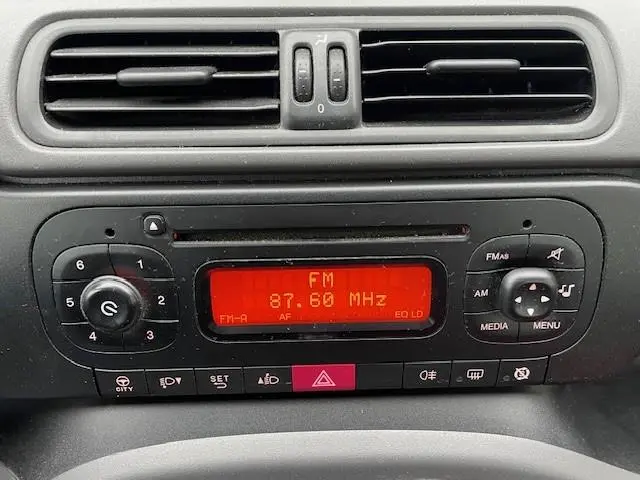 0
6 1
5 2
4 3
FM
87.60 MHz
FM-A AF EQ LD
FMAS
AM
MEDIA MENU
CITY
SET